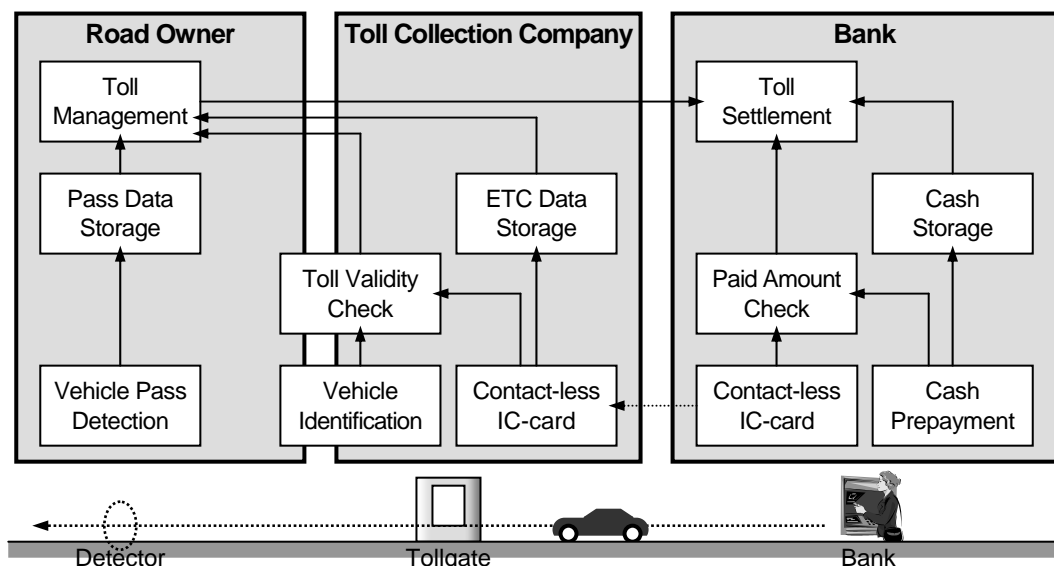 Road Owner
Toll Collection Company
Bank
Toll
Management
Toll
Settlement
Pass Data
Storage
ETC Data
Storage
Cash
Storage
Toll Validity
Check
Paid Amount
Check
Vehicle Pass
Detection
Vehicle
Identification
Contact-less
IC-card
Contact-less
IC-card
Cash
Prepayment
Detector
Tollgate
Bank